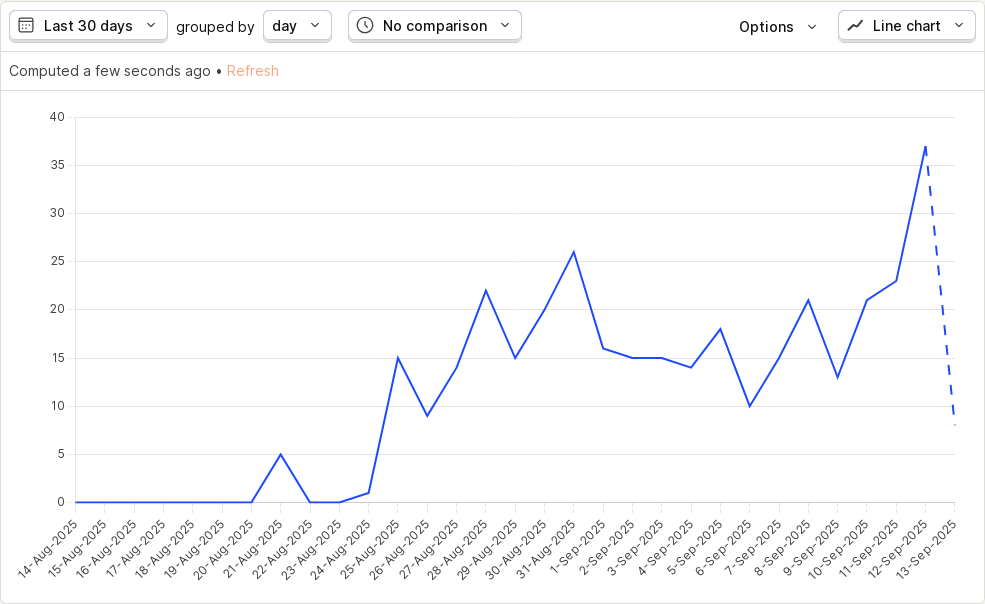 Last 30 days grouped by day No comparison Options Line chart
Computed a few seconds ago • Refresh
40
35
30
25
20
15
10
5
0
14-Aug-2025
15-Aug-2025
16-Aug-2025
17-Aug-2025
18-Aug-2025
19-Aug-2025
20-Aug-2025
21-Aug-2025
22-Aug-2025
23-Aug-2025
24-Aug-2025
25-Aug-2025
26-Aug-2025
27-Aug-2025
28-Aug-2025
29-Aug-2025
30-Aug-2025
31-Aug-2025
1-Sep-2025
2-Sep-2025
3-Sep-2025
4-Sep-2025
5-Sep-2025
6-Sep-2025
7-Sep-2025
8-Sep-2025
9-Sep-2025
10-Sep-2025
11-Sep-2025
12-Sep-2025
13-Sep-2025